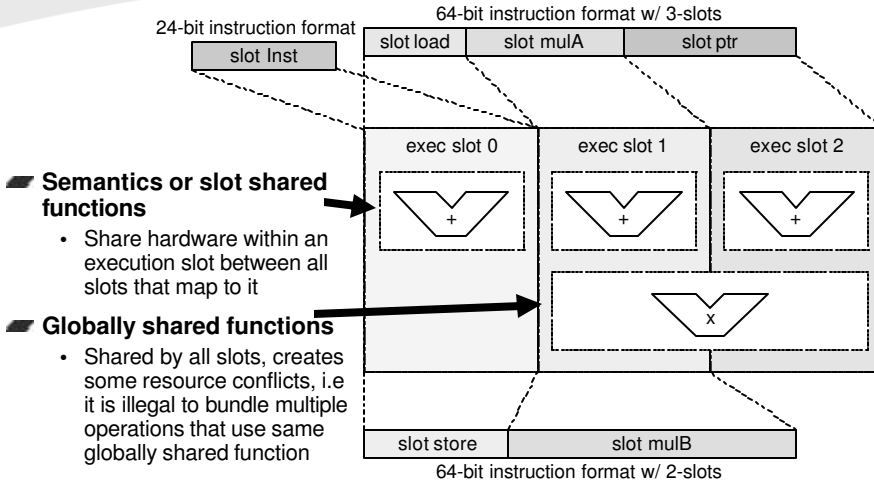 64-bit instruction format w/ 3-slots
24-bit instruction format
slot load
slot mulA
slot ptr
slot Inst
exec slot 0
exec slot 1
exec slot 2
+
+
+
x
Semantics or slot shared
functions
• Share hardware within an
execution slot between all
slots that map to it
Globally shared functions
• Shared by all slots, creates
some resource conflicts, i.e
it is illegal to bundle multiple
operations that use same
globally shared function
slot store
slot mulB
64-bit instruction format w/ 2-slots